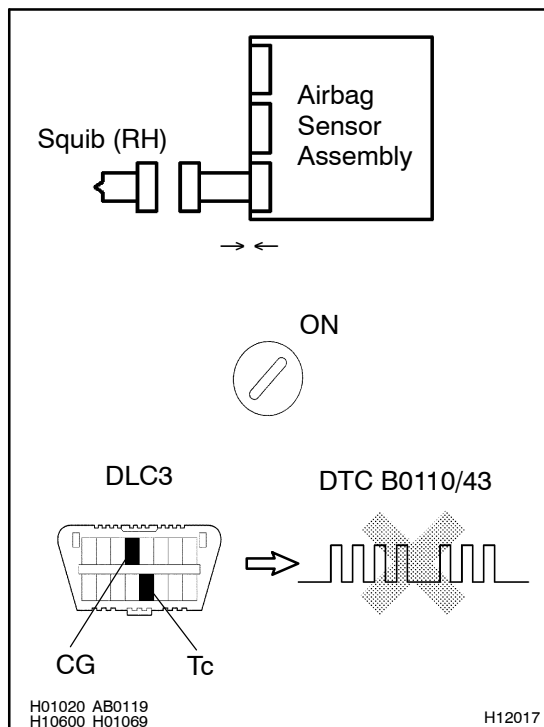 Airbag
Sensor
Assembly
Squib (RH)
ON
DLC3
DTC B0110/43
CG
Tc
H01020 AB0119
H10600 H01069
H12017